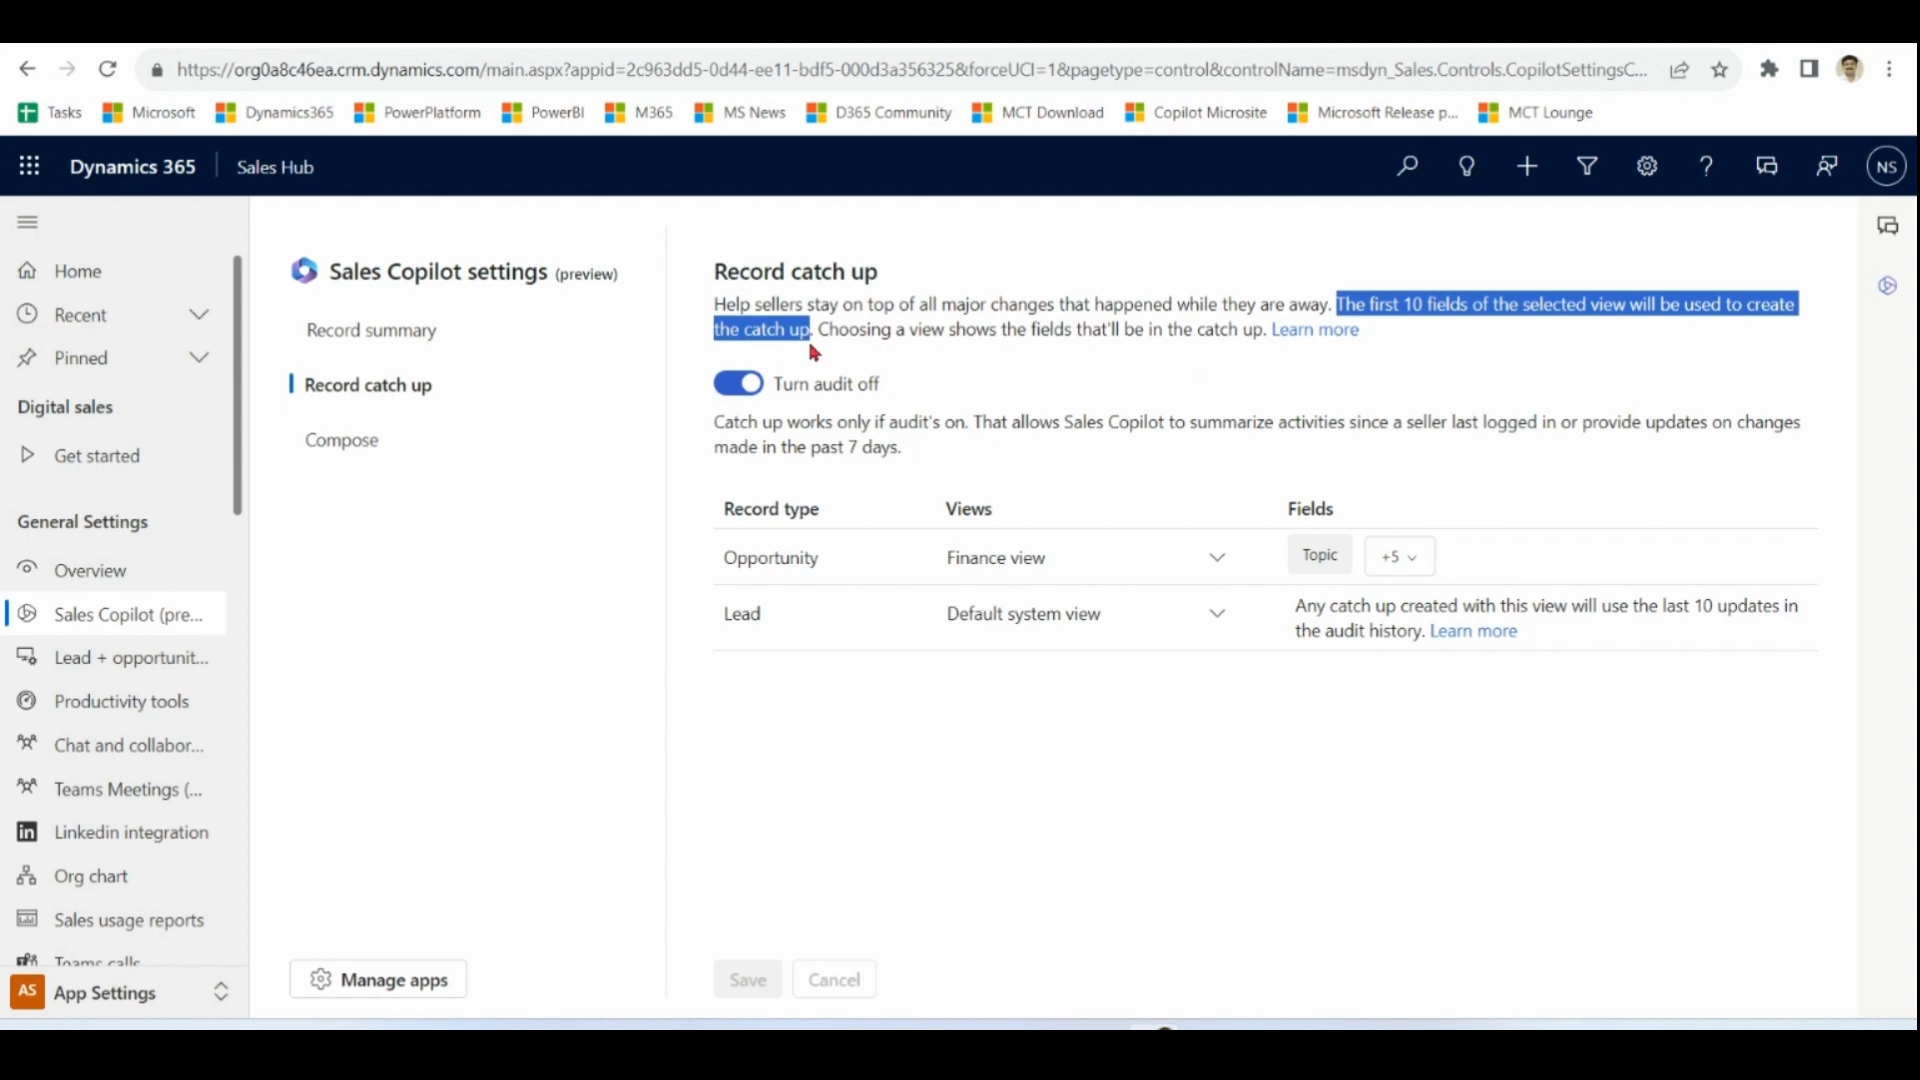 https://org0a8c46ea.crm.dynamics.com/main.aspx?appid=2c963dd5-0d44-ee11-bdf5-000d3a356325&forceUCI=1&pagetype=control&controlName=msdyn_Sales.Controls.CopilotSettingsC...
Tasks Microsoft Dynamics365 PowerPlatform PowerBI M365 MS News D365 Community MCT Download Copilot Microsite Microsoft Release p... MCT Lounge
Dynamics 365 Sales Hub NS
Home
Recent
Pinned
Digital sales
Get started
General Settings
Overview
Sales Copilot (pre...
Lead + opportunit...
Productivity tools
Chat and collabor...
Teams Meetings (...
in Linkedin integration
Org chart
Sales usage reports
Teams calls
AS App Settings
Sales Copilot settings (preview)
Record summary
Record catch up
Compose
Manage apps
Record catch up
Help sellers stay on top of all major changes that happened while they are away. The first 10 fields of the selected view will be used to create
the catch up. Choosing a view shows the fields that'll be in the catch up. Learn more
Turn audit off
Catch up works only if audit's on. That allows Sales Copilot to summarize activities since a seller last logged in or provide updates on changes
made in the past 7 days.
Record type Views Fields
Opportunity Finance view Topic +5
Lead Default system view Any catch up created with this view will use the last 10 updates in
the audit history. Learn more
Save Cancel